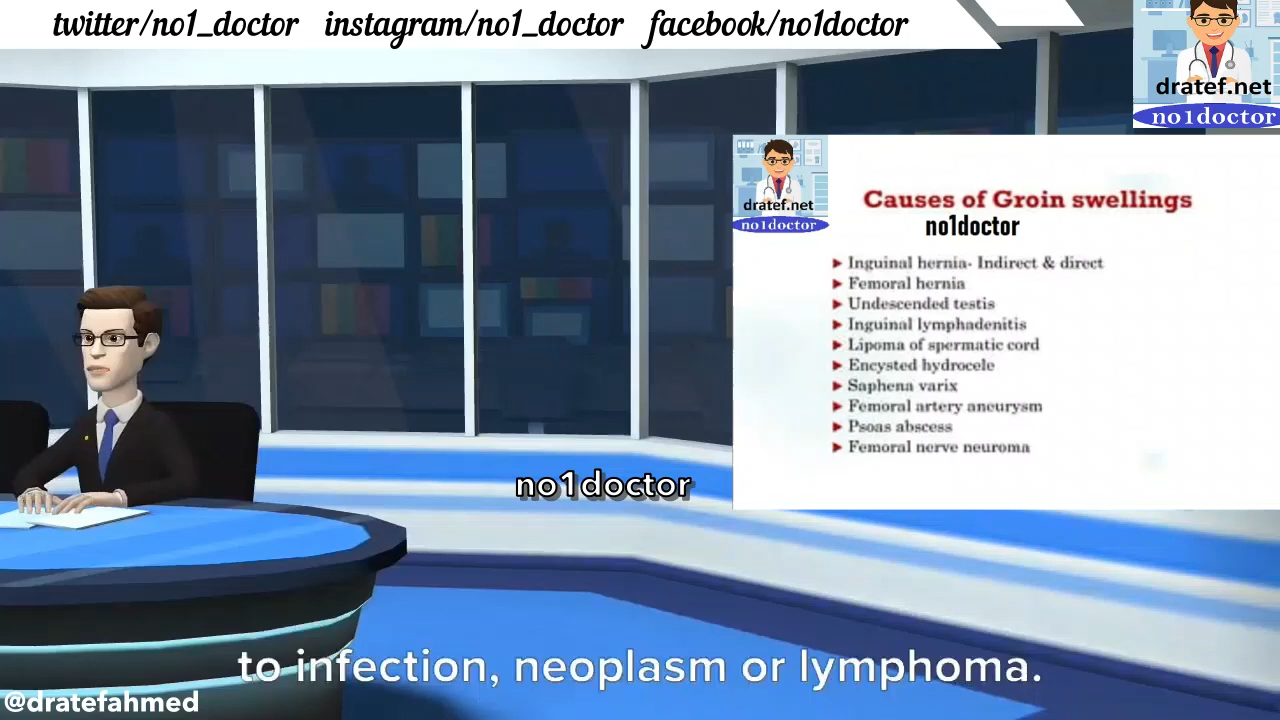 twitter/no1_doctor instagram/no1_doctor facebook/no1doctor
dratef.net
no1doctor
dratef.net
no1doctor
Causes of Groin swellings
no1doctor
Inguinal hernia- Indirect & direct
Femoral hernia
Undescended testis
Inguinal lymphadenitis
Lipoma of spermatic cord
Encysted hydrocele
Saphena varix
Femoral artery aneurysm
Psoas abscess
Femoral nerve neuroma
no1doctor
to infection, neoplasm or lymphoma.
@dratefahmed